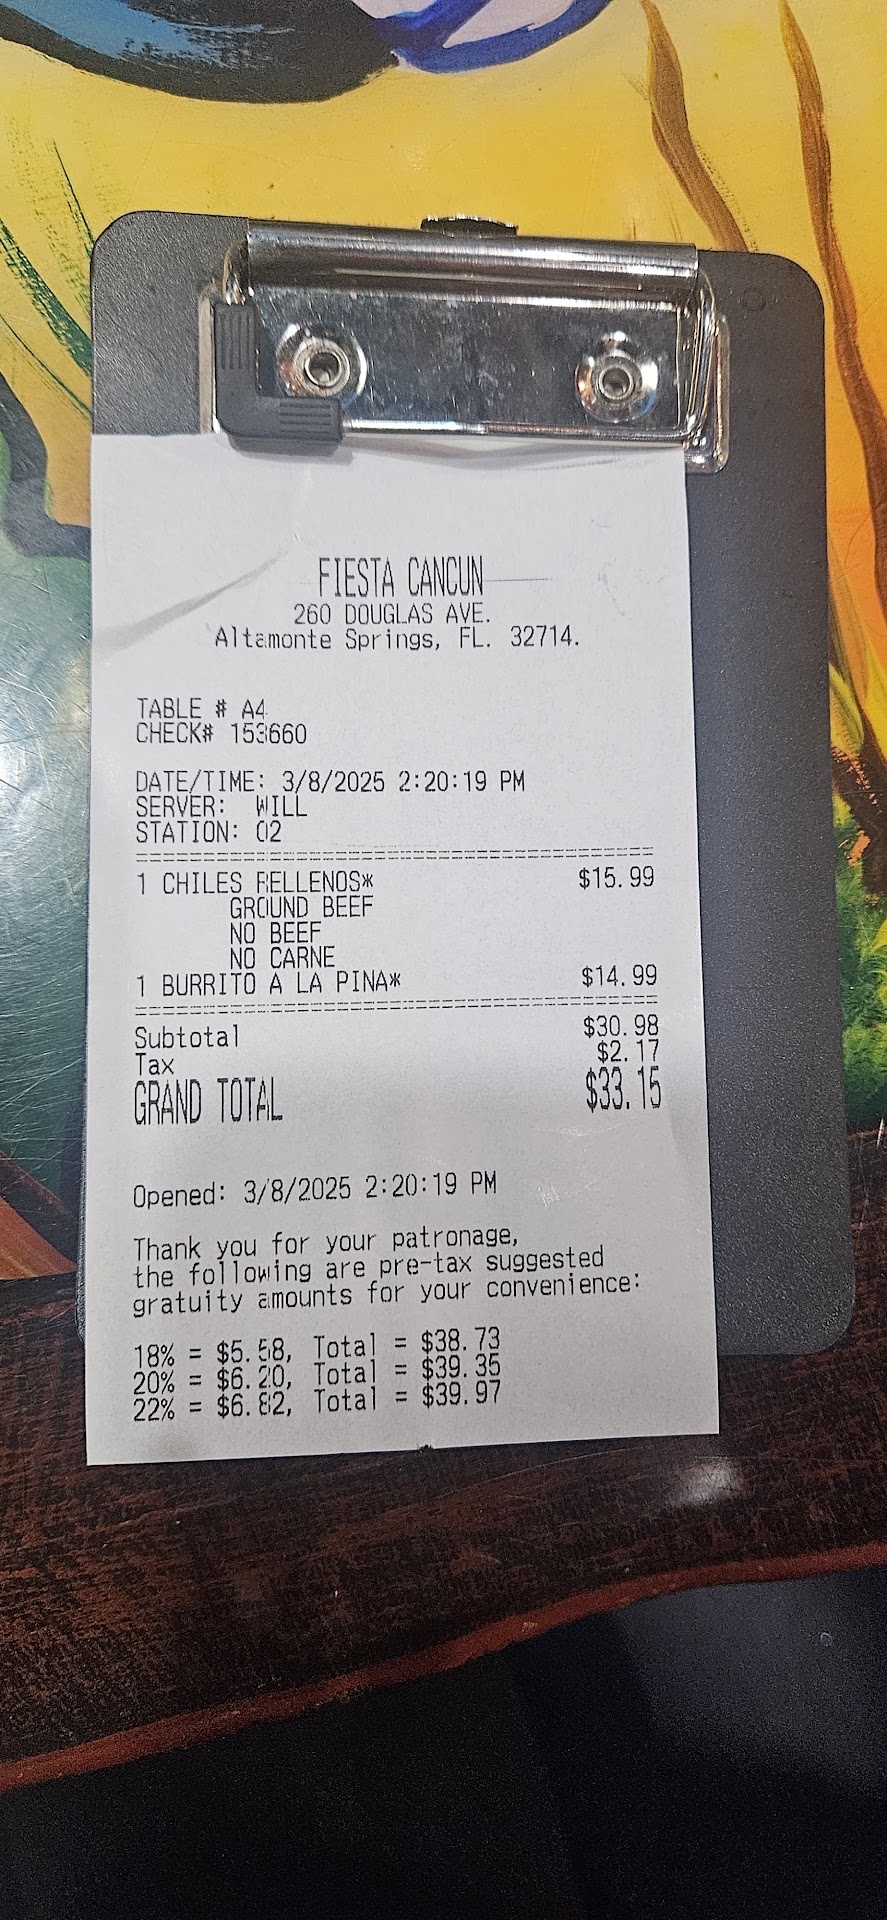 FIESTA CANCUN
260 DOUGLAS AVE.
Altamonte Springs, FL. 32714.
TABLE # A4
CHECK# 153660
DATE/TIME: 3/8/2025 2:20:19 PM
SERVER: WILL
STATION: 02
1 CHILES RELLENOS* $15.99
GROUND BEEF
NO BEEF
NO CARNE
1 BURRITO A LA PINA* $14.99
Subtotal $30.98
Tax $2.17
GRAND TOTAL $33.15
Opened: 3/8/2025 2:20:19 PM
Thank you for your patronage,
the following are pre-tax suggested
gratuity amounts for your convenience:
18% = $5.58, Total = $38.73
20% = $6.20, Total = $39.35
22% = $6.82, Total = $39.97